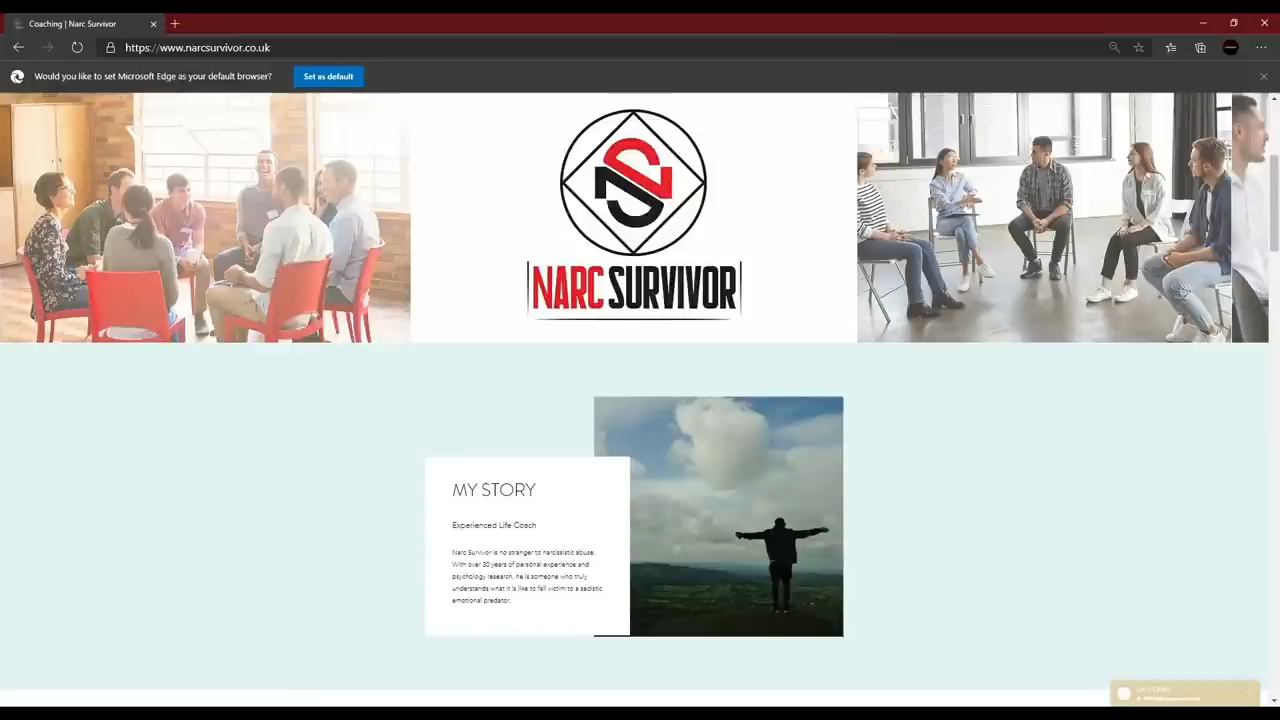 Coaching | Narc Survivor
https://www.narcsurvivor.co.uk
Would you like to set Microsoft Edge as your default browser?
Set as default
NARC SURVIVOR
MY STORY
Experienced Life Coach
Narc Survivor is no stranger to narcissistic abuse.
With over 30 years of personal experience and
psychology research, he is someone who truly
understands what it is like to fall victim to a sadistic
emotional predator.
Let's Chat!